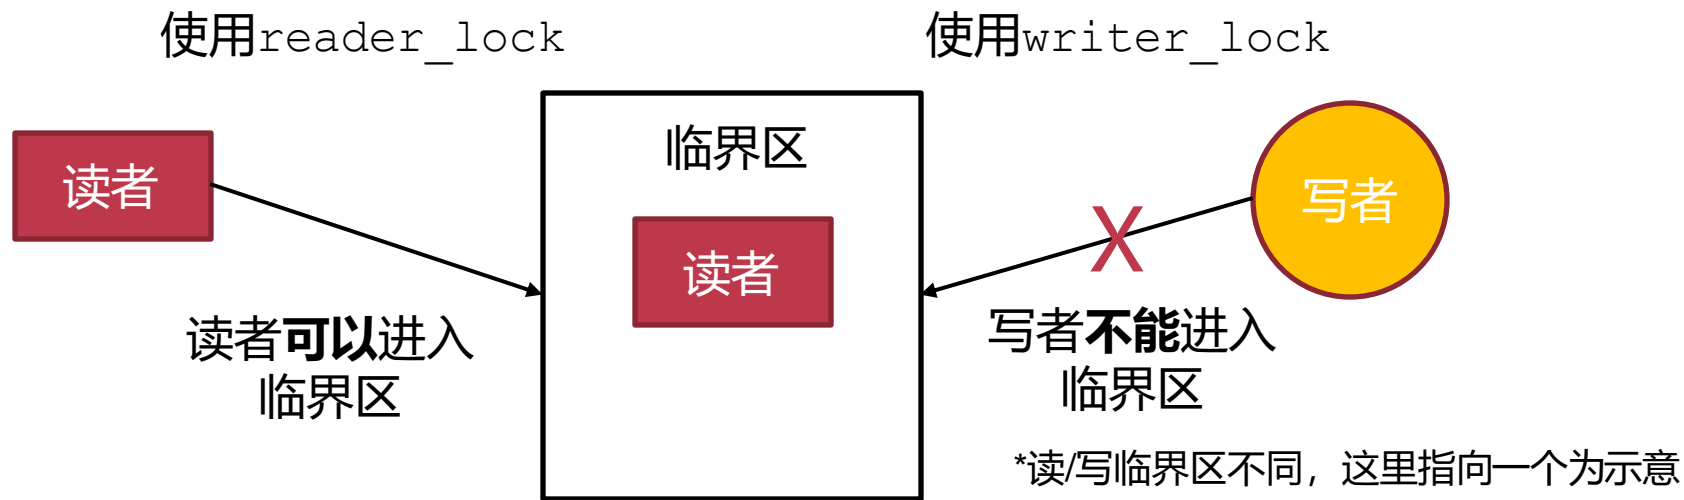 使用reader_lock
使用writer_lock
读者
临界区
读者
写者
X
读者可以进入
临界区
写者不能进入
临界区
*读/写临界区不同，这里指向一个为示意